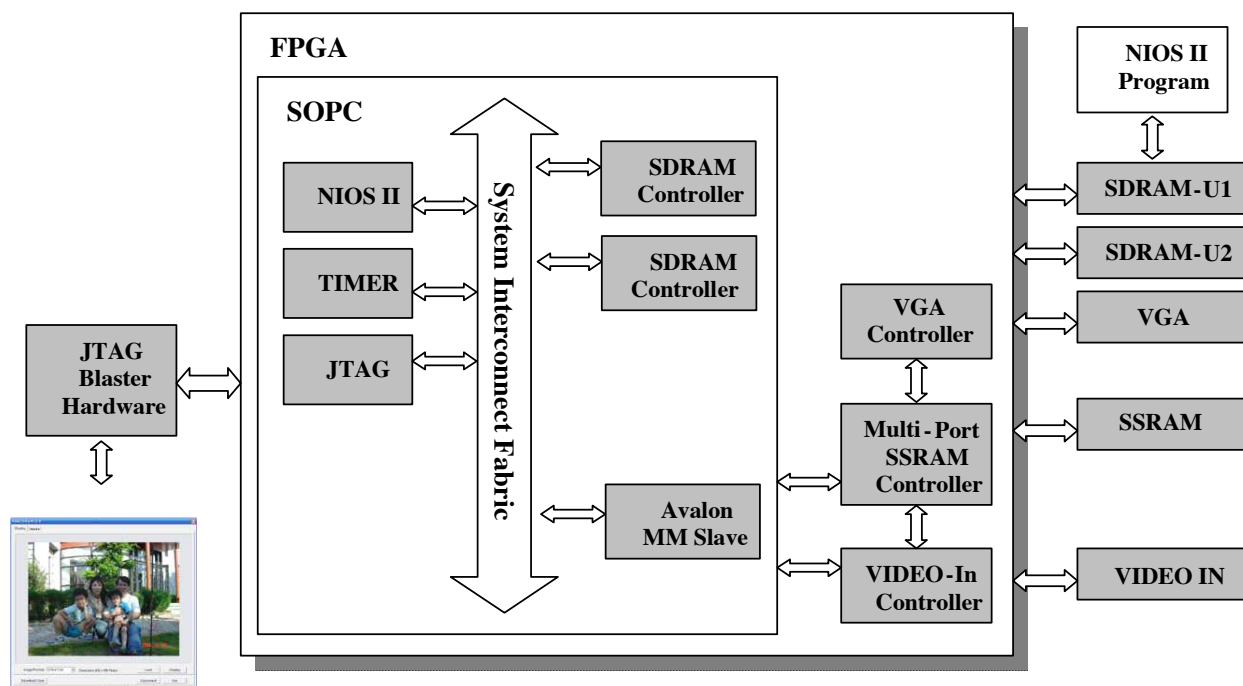 FPGA
SOPC
NIOS II
TIMER
JTAG
System Interconnect Fabric
SDRAM
Controller
SDRAM
Controller
Avalon
MM Slave
VGA
Controller
Multi-Port
SSRAM
Controller
VIDEO-In
Controller
JTAG
Blaster
Hardware
NIOS II
Program
SDRAM-U1
SDRAM-U2
VGA
SSRAM
VIDEO IN